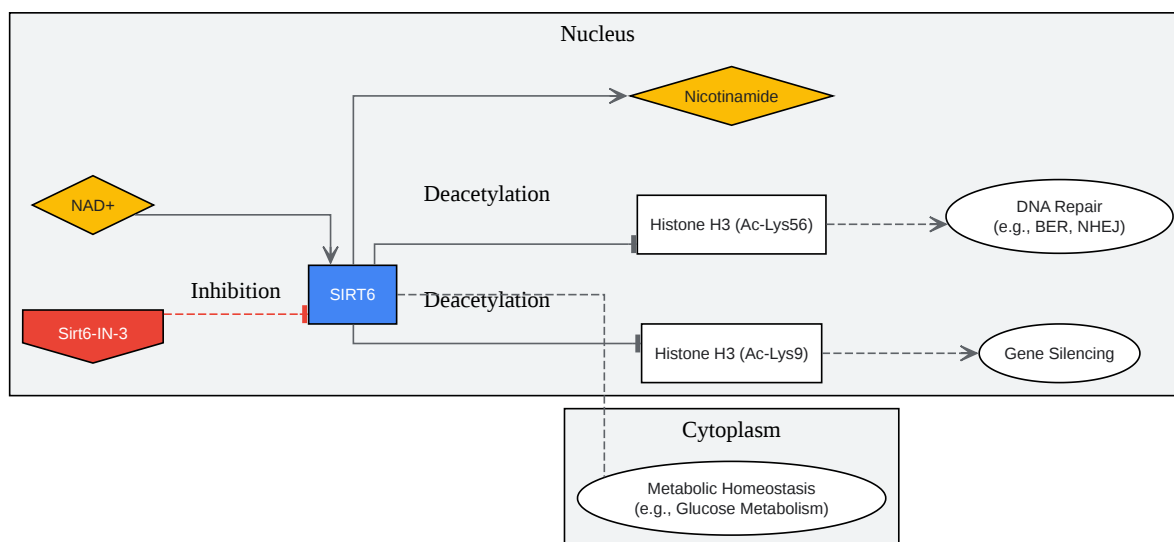 Nucleus
Nicotinamide
NAD+
Deacetylation
Histone H3 (Ac-Lys56)
DNA Repair
(e.g., BER, NHEJ)
Inhibition
SIRT6
Deacetylation
Sirt6-IN-3
Histone H3 (Ac-Lys9)
Gene Silencing
Cytoplasm
Metabolic Homeostasis
(e.g., Glucose Metabolism)